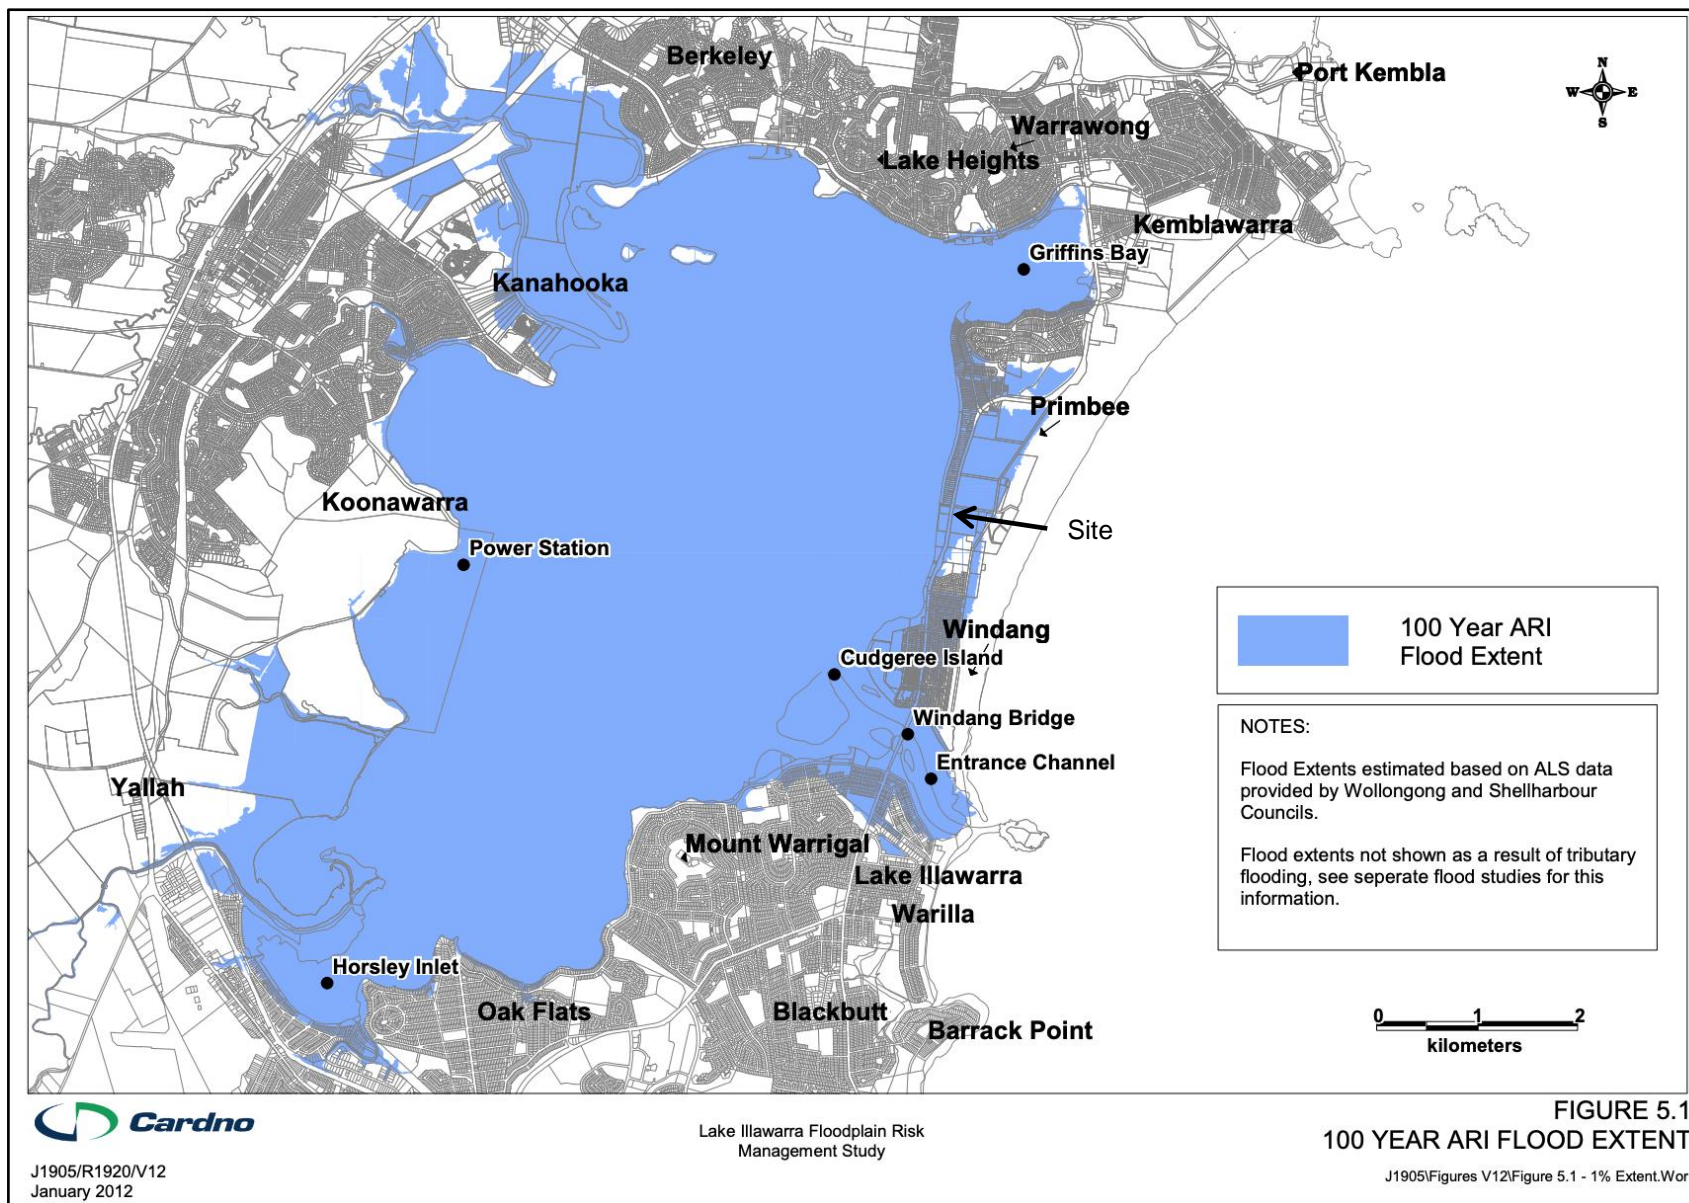 Berkeley
Port Kembla
N
W
E
S
Warrawong
Lake Heights
Kemblawarra
Griffins Bay
Kanahooka
Primbee
Koonawarra
Site
Power Station
Windang
100 Year ARI
Flood Extent
Cudgeree Island
Windang Bridge
NOTES:
Entrance Channel
Flood Extents estimated based on ALS data
provided by Wollongong and Shellharbour
Councils.
Yallah
Mount Warrigal
Flood extents not shown as a result of tributary
flooding, see seperate flood studies for this
information.
Lake Illawarra
Warilla
Horsley Inlet
Oak Flats
Blackbutt
Barrack Point
0 1 2
kilometers
Cardno
Lake Illawarra Floodplain Risk
Management Study
FIGURE 5.1
100 YEAR ARI FLOOD EXTENT
J1905/R1920/V12
January 2012
J1905\Figures V12\Figure 5.1 - 1% Extent.Wor